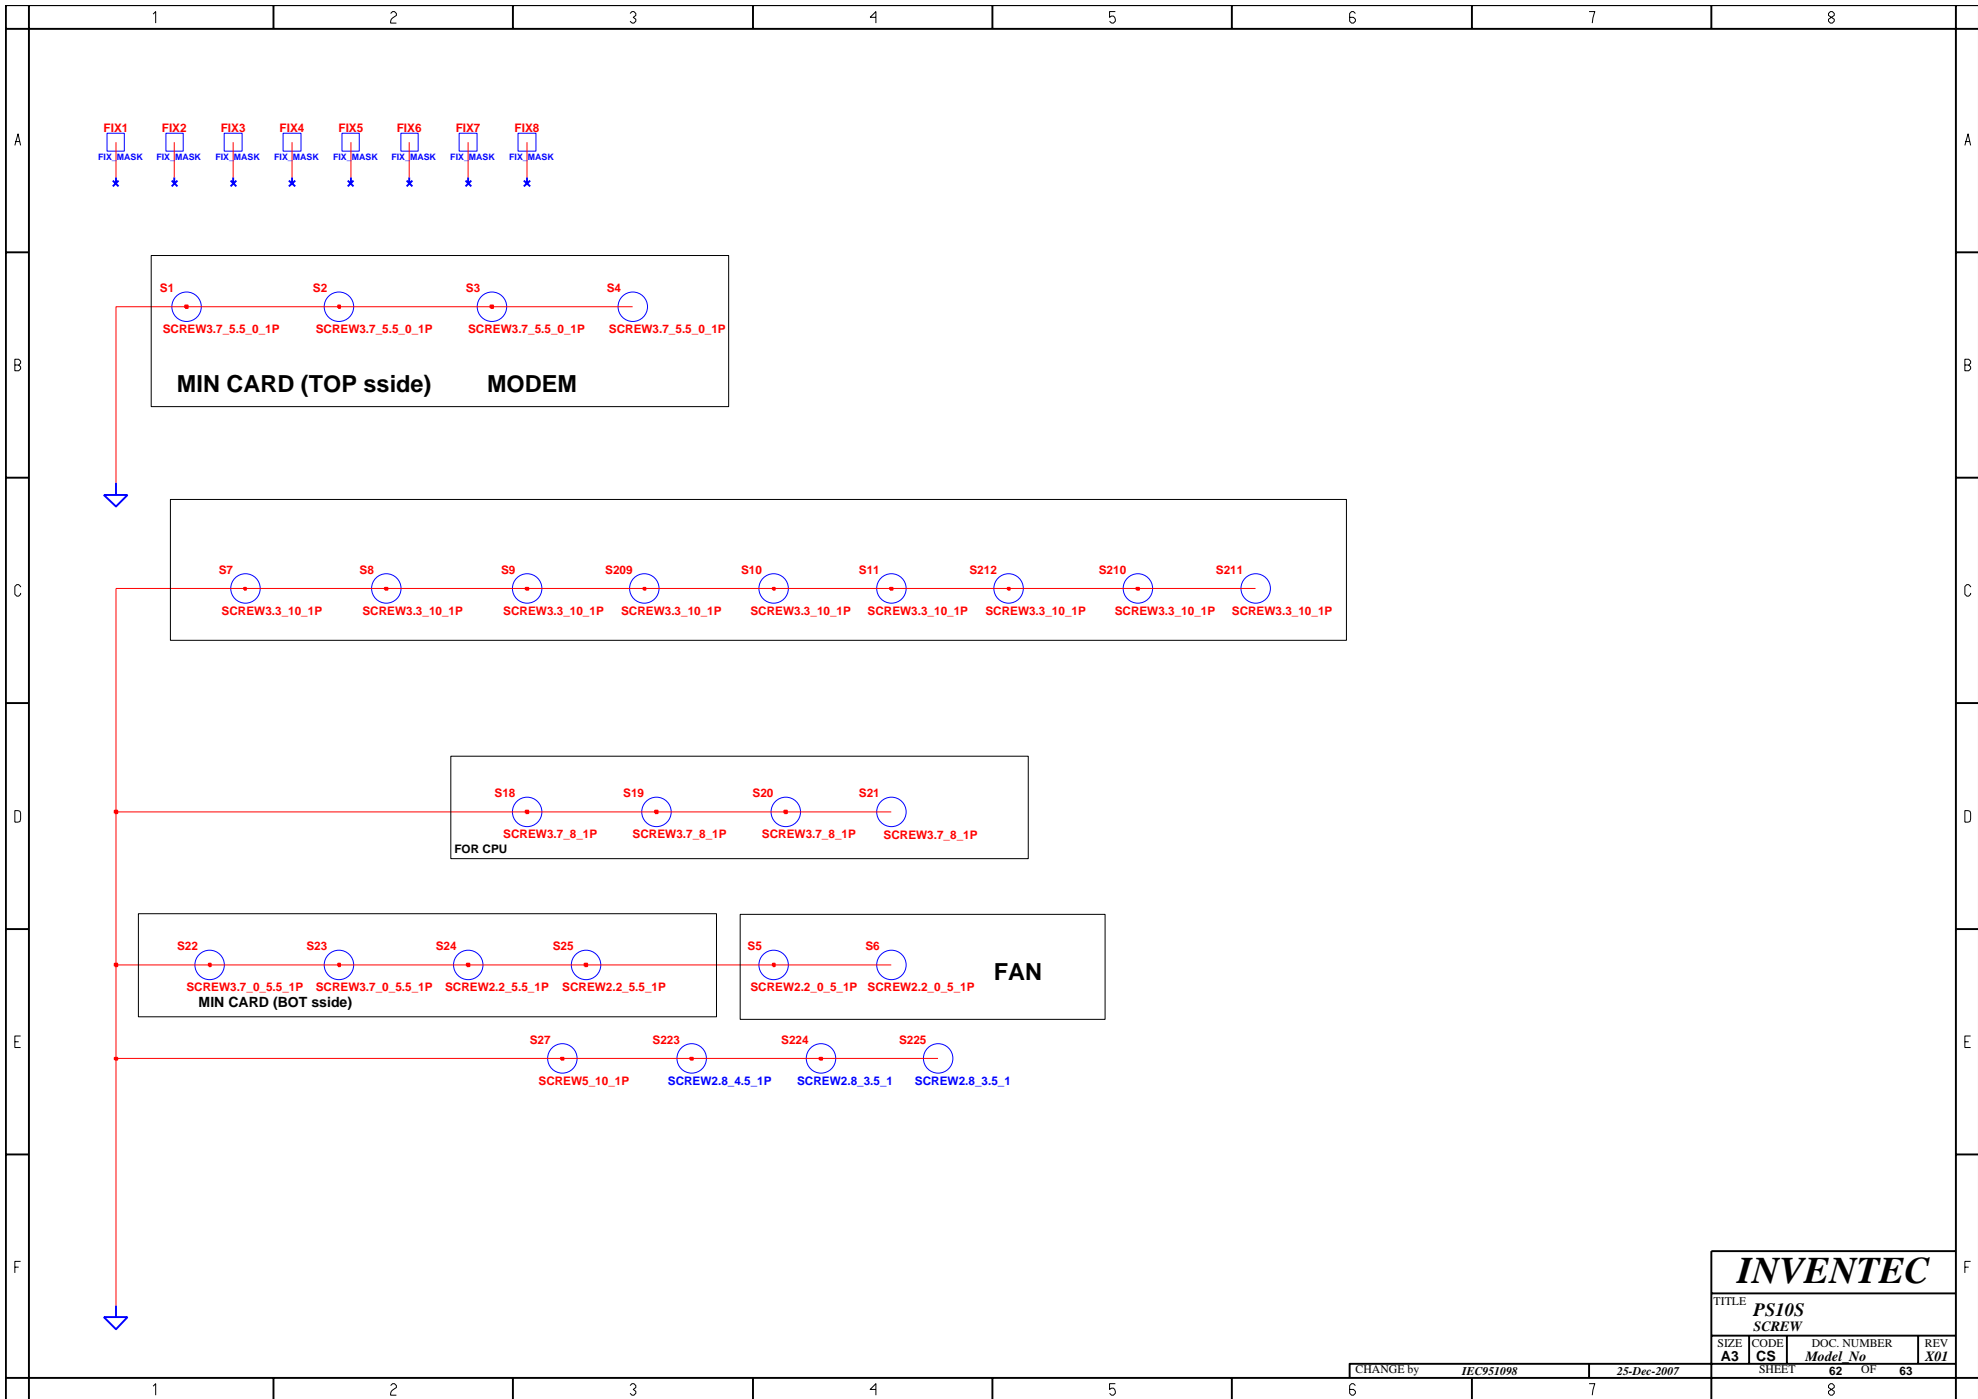 1 2 3 4 5 6 7 8
A A
FIX1 FIX2 FIX3 FIX4 FIX5 FIX6 FIX7 FIX8
FIX_MASK FIX_MASK FIX_MASK FIX_MASK FIX_MASK FIX_MASK FIX_MASK FIX_MASK
S1 S2 S3 S4
SCREW3.7_5.5_0_1P SCREW3.7_5.5_0_1P SCREW3.7_5.5_0_1P SCREW3.7_5.5_0_1P
B B
MIN CARD (TOP sside) MODEM
S7 S8 S9 S209 S10 S11 S212 S210 S211
C C
SCREW3.3_10_1P SCREW3.3_10_1P SCREW3.3_10_1P SCREW3.3_10_1P SCREW3.3_10_1P SCREW3.3_10_1P SCREW3.3_10_1P SCREW3.3_10_1P SCREW3.3_10_1P
S18 S19 S20 S21
D D
SCREW3.7_8_1P SCREW3.7_8_1P SCREW3.7_8_1P SCREW3.7_8_1P
FOR CPU
S22 S23 S24 S25 S5 S6
FAN
SCREW3.7_0_5.5_1P SCREW3.7_0_5.5_1P SCREW2.2_5.5_1P SCREW2.2_5.5_1P SCREW2.2_0_5_1P SCREW2.2_0_5_1P
MIN CARD (BOT sside)
E E
S27 S223 S224 S225
SCREW5_10_1P SCREW2.8_4.5_1P SCREW2.8_3.5_1 SCREW2.8_3.5_1
F F
INVENTEC
TITLE PS10S
SCREW
SIZE CODE DOC. NUMBER REV
A3 CS Model_No X01
CHANGE by IEC951098 25-Dec-2007 SHEET 62 OF 63
1 2 3 4 5 6 7 8